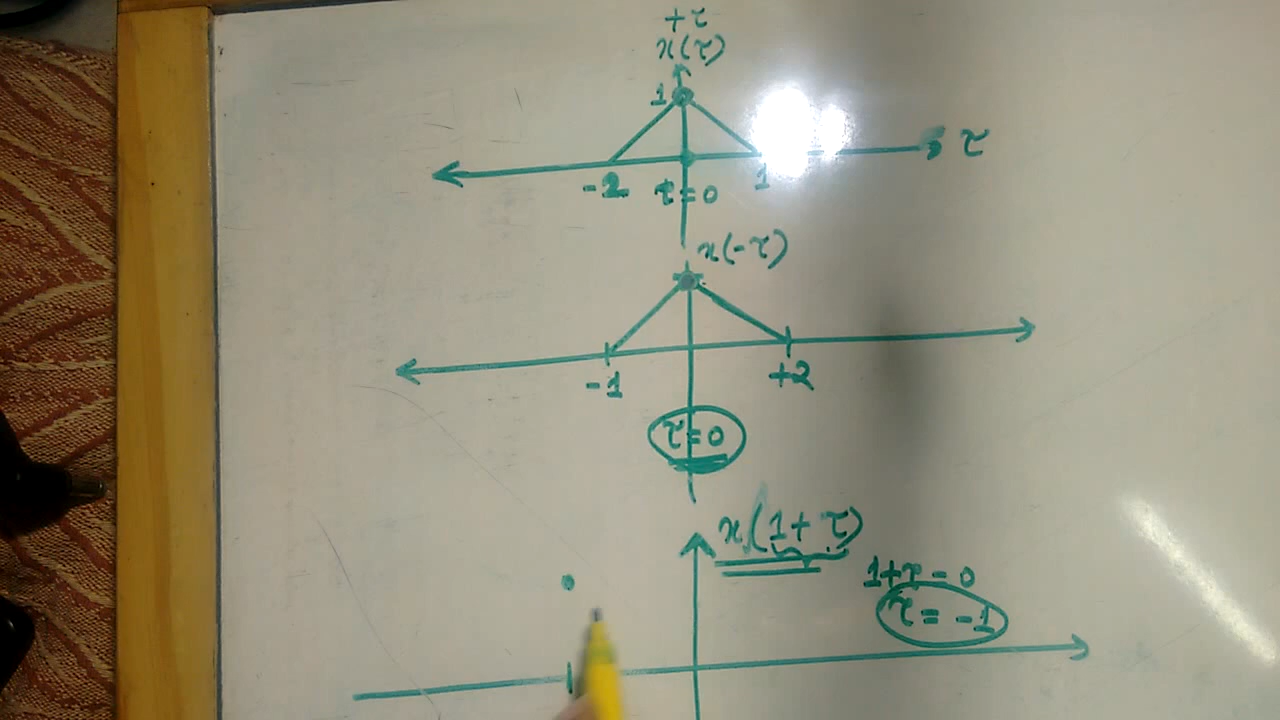 +τ
x(τ)
1
τ
-2 t=0 1
x(-τ)
-1 +2
τ=0
x(1+τ)
1+τ=0
τ=-1